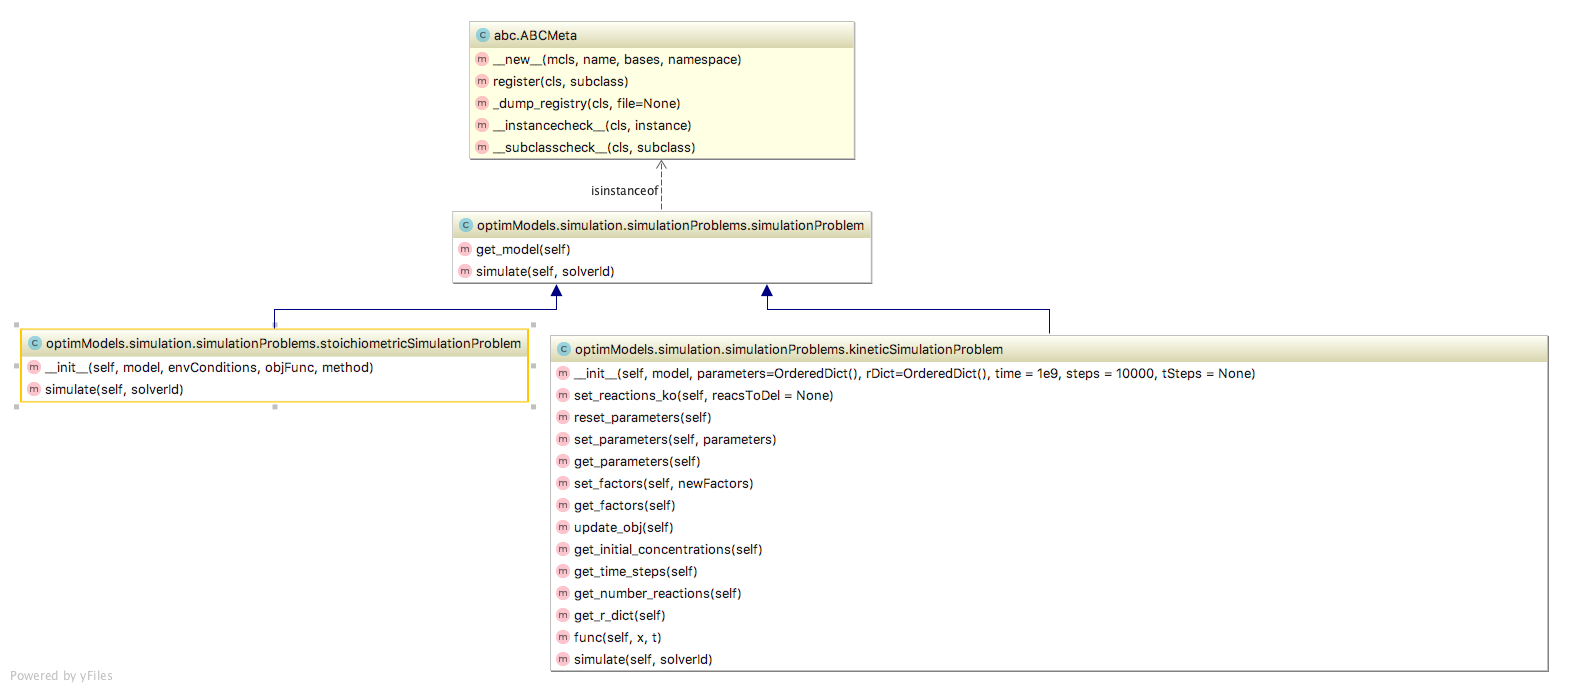 abc.ABCMeta
__new__(mcls, name, bases, namespace)
register(cls, subclass)
_dump_registry(cls, file=None)
__instancecheck__(cls, instance)
__subclasscheck__(cls, subclass)
isinstanceof
optimModels.simulation.simulationProblems.simulationProblem
get_model(self)
simulate(self, solverId)
optimModels.simulation.simulationProblems.stoichiometricSimulationProblem
__init__(self, model, envConditions, objFunc, method)
simulate(self, solverId)
optimModels.simulation.simulationProblems.kineticSimulationProblem
__init__(self, model, parameters=OrderedDict(), rDict=OrderedDict(), time = 1e9, steps = 10000, tSteps = None)
set_reactions_ko(self, reacsToDel = None)
reset_parameters(self)
set_parameters(self, parameters)
get_parameters(self)
set_factors(self, newFactors)
get_factors(self)
update_obj(self)
get_initial_concentrations(self)
get_time_steps(self)
get_number_reactions(self)
get_r_dict(self)
func(self, x, t)
simulate(self, solverId)
Powered by yFiles